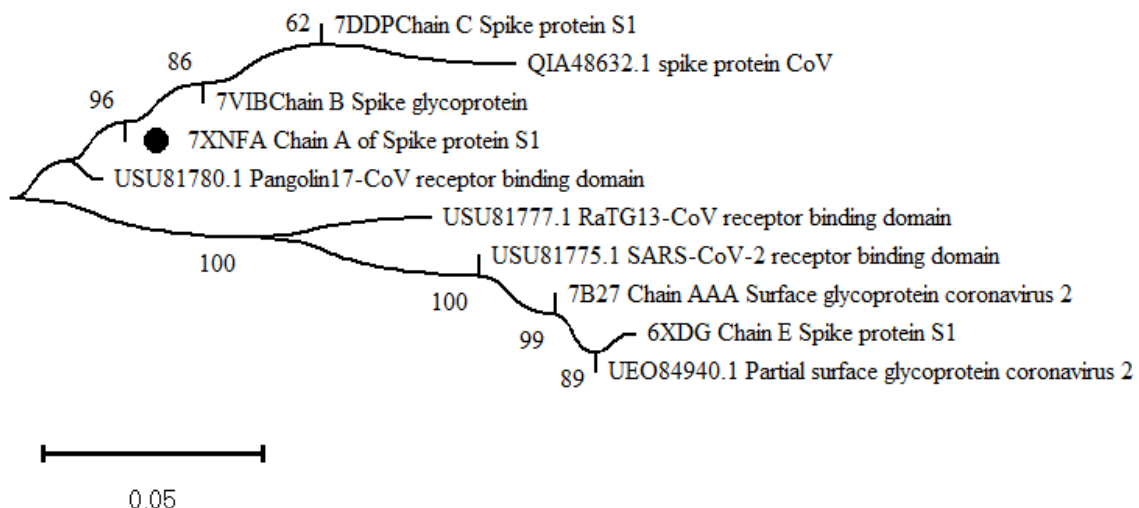 62
7DDPChain C Spike protein S1
QIA48632.1 spike protein CoV
86
7VIBChain B Spike glycoprotein
96
7XNFA Chain A of Spike protein S1
USU81780.1 Pangolin17-CoV receptor binding domain
USU81777.1 RaTG13-CoV receptor binding domain
100
USU81775.1 SARS-CoV-2 receptor binding domain
100
7B27 Chain AAA Surface glycoprotein coronavirus 2
99
6XDG Chain E Spike protein S1
89
UEO84940.1 Partial surface glycoprotein coronavirus 2
0.05